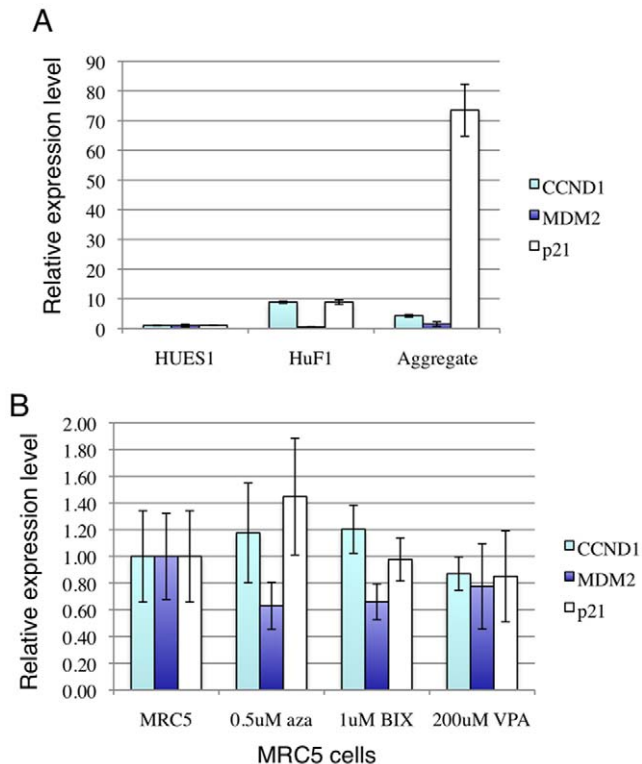 A
Relative expression level
90
80
70
60
50
40
30
20
10
0
HUES1 HuF1 Aggregate
CCND1
MDM2
p21
B
Relative expression level
2.00
1.80
1.60
1.40
1.20
1.00
0.80
0.60
0.40
0.20
0.00
MRC5 0.5uM aza 1uM BIX 200uM VPA
MRC5 cells
CCND1
MDM2
p21